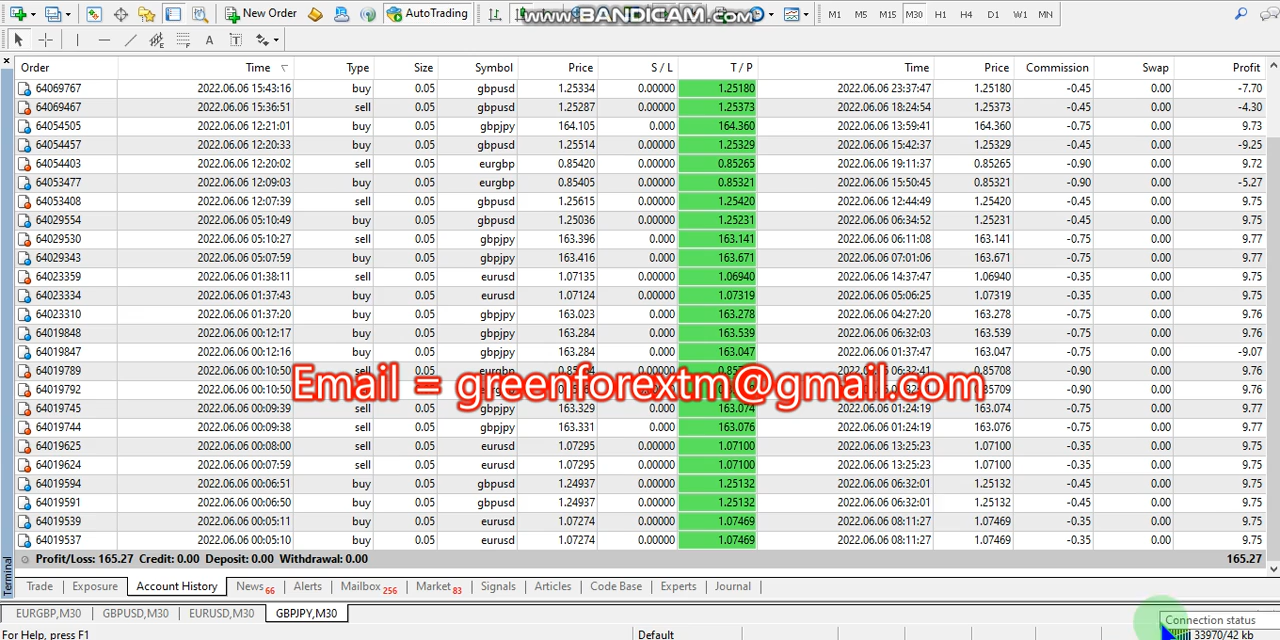 New Order AutoTrading www.BANDICAM.com M1 M5 M15 M30 H1 H4 D1 W1 MN
A T
Order Time Type Size Symbol Price S / L T / P Time Price Commission Swap Profit
64069767 2022.06.06 15:43:16 buy 0.05 gbpusd 1.25334 0.00000 1.25180 2022.06.06 23:37:47 1.25180 -0.45 0.00 -7.70
64069467 2022.06.06 15:36:51 sell 0.05 gbpusd 1.25287 0.00000 1.25373 2022.06.06 18:24:54 1.25373 -0.45 0.00 -4.30
64054505 2022.06.06 12:21:01 buy 0.05 gbpjpy 164.105 0.000 164.360 2022.06.06 13:59:41 164.360 -0.75 0.00 9.73
64054457 2022.06.06 12:20:33 buy 0.05 gbpusd 1.25514 0.00000 1.25329 2022.06.06 15:42:37 1.25329 -0.45 0.00 -9.25
64054403 2022.06.06 12:20:02 sell 0.05 eurgbp 0.85420 0.00000 0.85265 2022.06.06 19:11:37 0.85265 -0.90 0.00 9.72
64053477 2022.06.06 12:09:03 buy 0.05 eurgbp 0.85405 0.00000 0.85321 2022.06.06 15:50:45 0.85321 -0.90 0.00 -5.27
64053408 2022.06.06 12:07:39 sell 0.05 gbpusd 1.25615 0.00000 1.25420 2022.06.06 12:44:49 1.25420 -0.45 0.00 9.75
64029554 2022.06.06 05:10:49 buy 0.05 gbpusd 1.25036 0.00000 1.25231 2022.06.06 06:34:52 1.25231 -0.45 0.00 9.75
64029530 2022.06.06 05:10:27 sell 0.05 gbpjpy 163.396 0.000 163.141 2022.06.06 06:11:08 163.141 -0.75 0.00 9.77
64029343 2022.06.06 05:07:59 buy 0.05 gbpjpy 163.416 0.000 163.671 2022.06.06 07:01:06 163.671 -0.75 0.00 9.77
64023359 2022.06.06 01:38:11 sell 0.05 eurusd 1.07135 0.00000 1.06940 2022.06.06 14:37:47 1.06940 -0.35 0.00 9.75
64023334 2022.06.06 01:37:43 buy 0.05 eurusd 1.07124 0.00000 1.07319 2022.06.06 05:06:25 1.07319 -0.35 0.00 9.75
64023310 2022.06.06 01:37:20 buy 0.05 gbpjpy 163.023 0.000 163.278 2022.06.06 04:27:20 163.278 -0.75 0.00 9.76
64019848 2022.06.06 00:12:17 buy 0.05 gbpjpy 163.284 0.000 163.539 2022.06.06 06:32:03 163.539 -0.75 0.00 9.76
64019847 2022.06.06 00:12:16 buy 0.05 gbpjpy 163.284 0.000 163.047 2022.06.06 01:37:47 163.047 -0.75 0.00 -9.07
64019789 2022.06.06 00:10:50 0.05 2022.06.06 06:32:41 0.85708 -0.90 0.00 9.76
Email = greenforextm@gmail.com
64019792 2022.06.06 00:10:50 0.05 0.85709 -0.90 0.00 9.76
64019745 2022.06.06 00:09:39 sell 0.05 gbpjpy 163.329 0.000 163.074 2022.06.06 01:24:19 163.074 -0.75 0.00 9.77
64019744 2022.06.06 00:09:38 sell 0.05 gbpjpy 163.331 0.000 163.076 2022.06.06 01:24:19 163.076 -0.75 0.00 9.77
64019625 2022.06.06 00:08:00 sell 0.05 eurusd 1.07295 0.00000 1.07100 2022.06.06 13:25:23 1.07100 -0.35 0.00 9.75
64019624 2022.06.06 00:07:59 sell 0.05 eurusd 1.07295 0.00000 1.07100 2022.06.06 13:25:23 1.07100 -0.35 0.00 9.75
64019594 2022.06.06 00:06:51 buy 0.05 gbpusd 1.24937 0.00000 1.25132 2022.06.06 06:32:01 1.25132 -0.45 0.00 9.75
64019591 2022.06.06 00:06:50 buy 0.05 gbpusd 1.24937 0.00000 1.25132 2022.06.06 06:32:01 1.25132 -0.45 0.00 9.75
64019539 2022.06.06 00:05:11 buy 0.05 eurusd 1.07274 0.00000 1.07469 2022.06.06 08:11:27 1.07469 -0.35 0.00 9.75
64019537 2022.06.06 00:05:10 buy 0.05 eurusd 1.07274 0.00000 1.07469 2022.06.06 08:11:27 1.07469 -0.35 0.00 9.75
Profit/Loss: 165.27 Credit: 0.00 Deposit: 0.00 Withdrawal: 0.00 165.27
Terminal
Trade Exposure Account History News 66 Alerts Mailbox 256 Market 83 Signals Articles Code Base Experts Journal
EURGBP,M30 GBPUSD,M30 EURUSD,M30 GBPJPY,M30
Connection status
For Help, press F1 Default 33970/42 kb